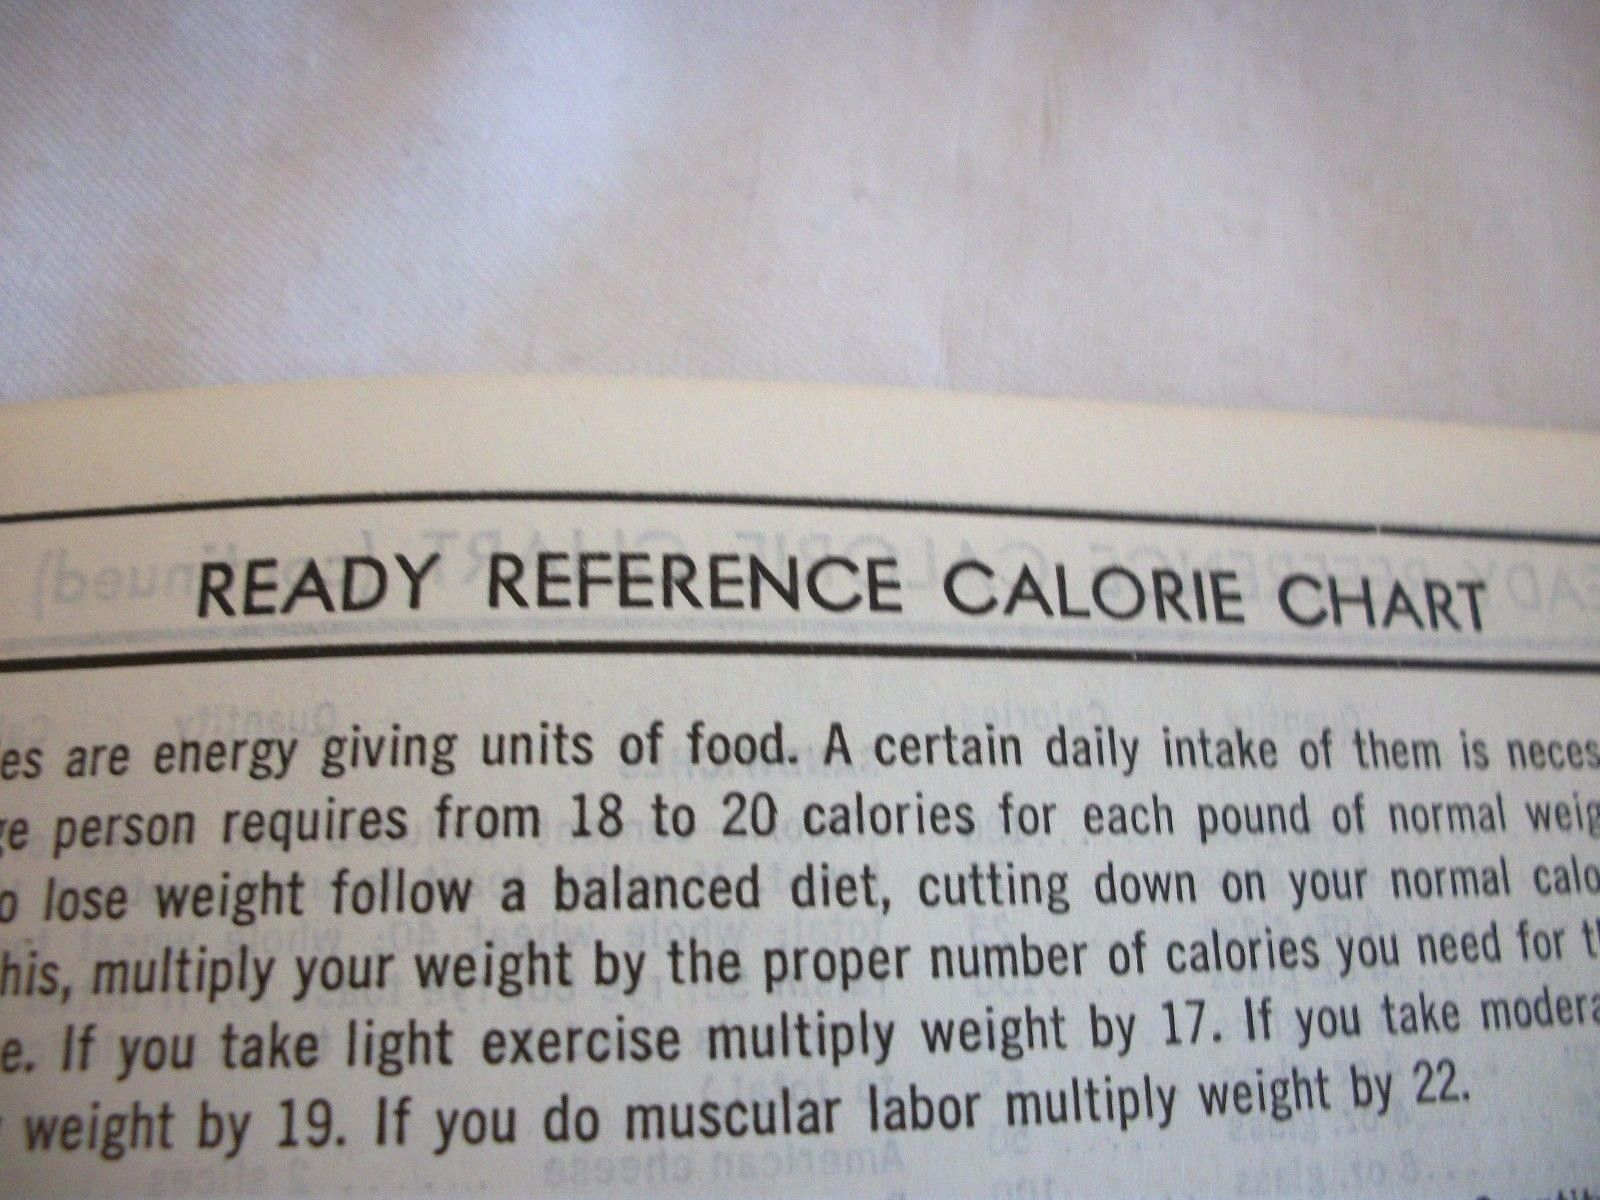 READY REFERENCE CALORIE CHART
es are energy giving units of food. A certain daily intake of them is neces
ge person requires from 18 to 20 calories for each pound of normal weig
o lose weight follow a balanced diet, cutting down on your normal calo
his, multiply your weight by the proper number of calories you need for th
e. If you take light exercise multiply weight by 17. If you take modera
weight by 19. If you do muscular labor multiply weight by 22.